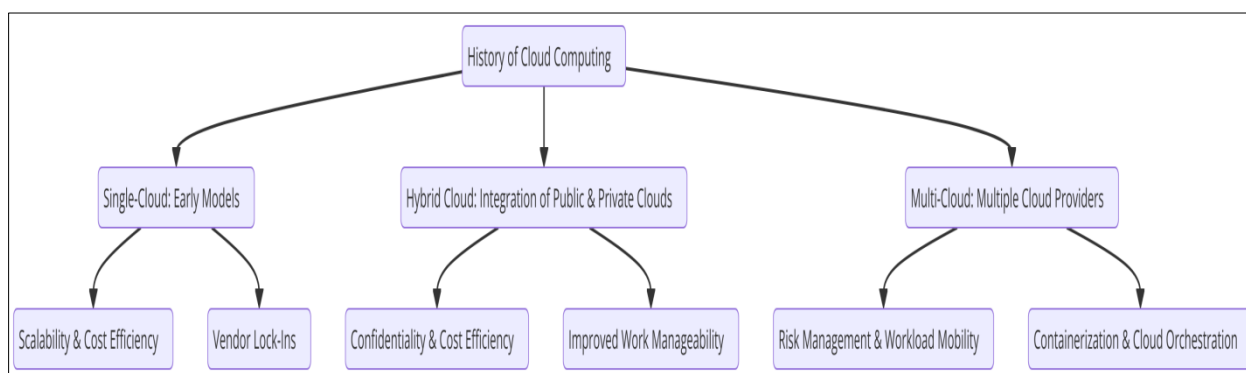 History of Cloud Computing
Single-Cloud: Early Models
Hybrid Cloud: Integration of Public & Private Clouds
Multi-Cloud: Multiple Cloud Providers
Scalability & Cost Efficiency
Vendor Lock-Ins
Confidentiality & Cost Efficiency
Improved Work Manageability
Risk Management & Workload Mobility
Containerization & Cloud Orchestration